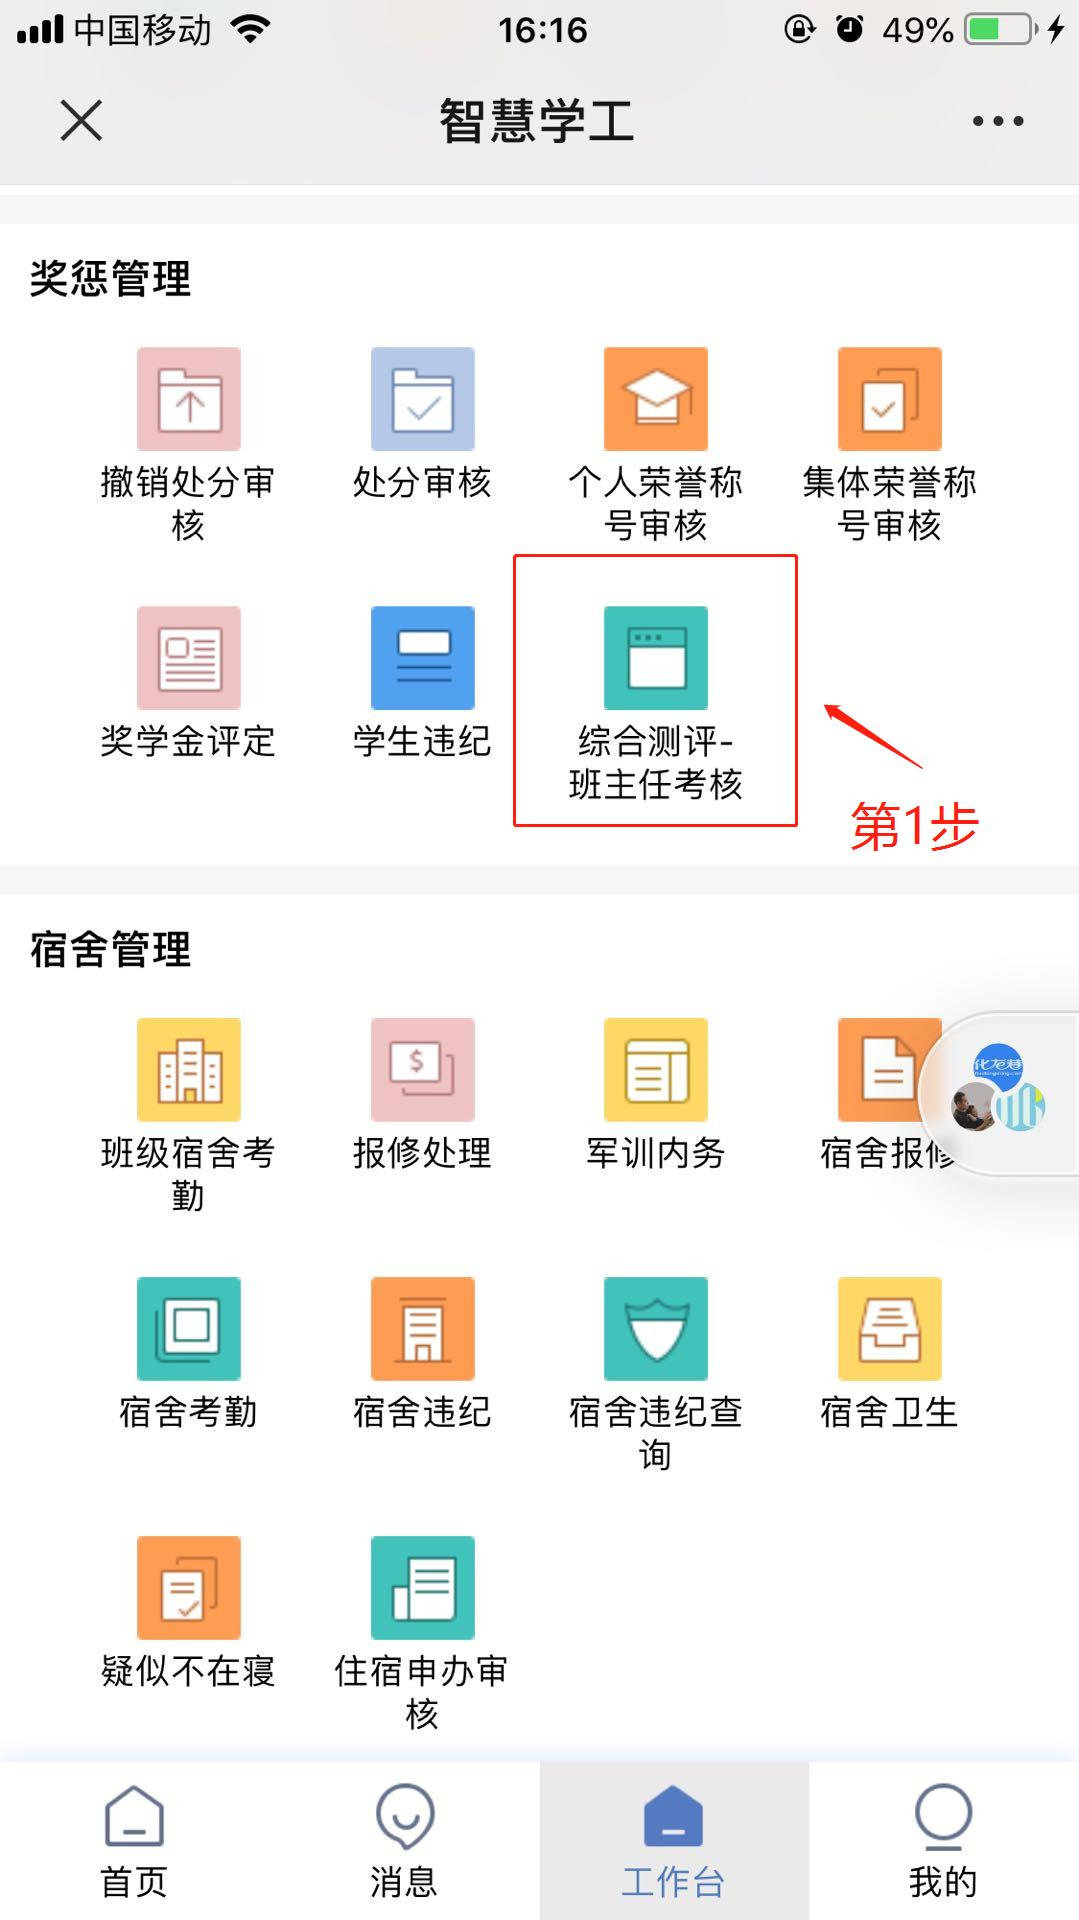 中国移动
16:16
49%
智慧学工
奖惩管理
撤销处分审
核
处分审核
个人荣誉称
号审核
集体荣誉称
号审核
奖学金评定
学生违纪
综合测评-
班主任考核
第1步
宿舍管理
班级宿舍考
勤
报修处理
军训内务
宿舍报修
化龙巷
宿舍考勤
宿舍违纪
宿舍违纪查
询
宿舍卫生
疑似不在寝
住宿申办审
核
首页
消息
工作台
我的